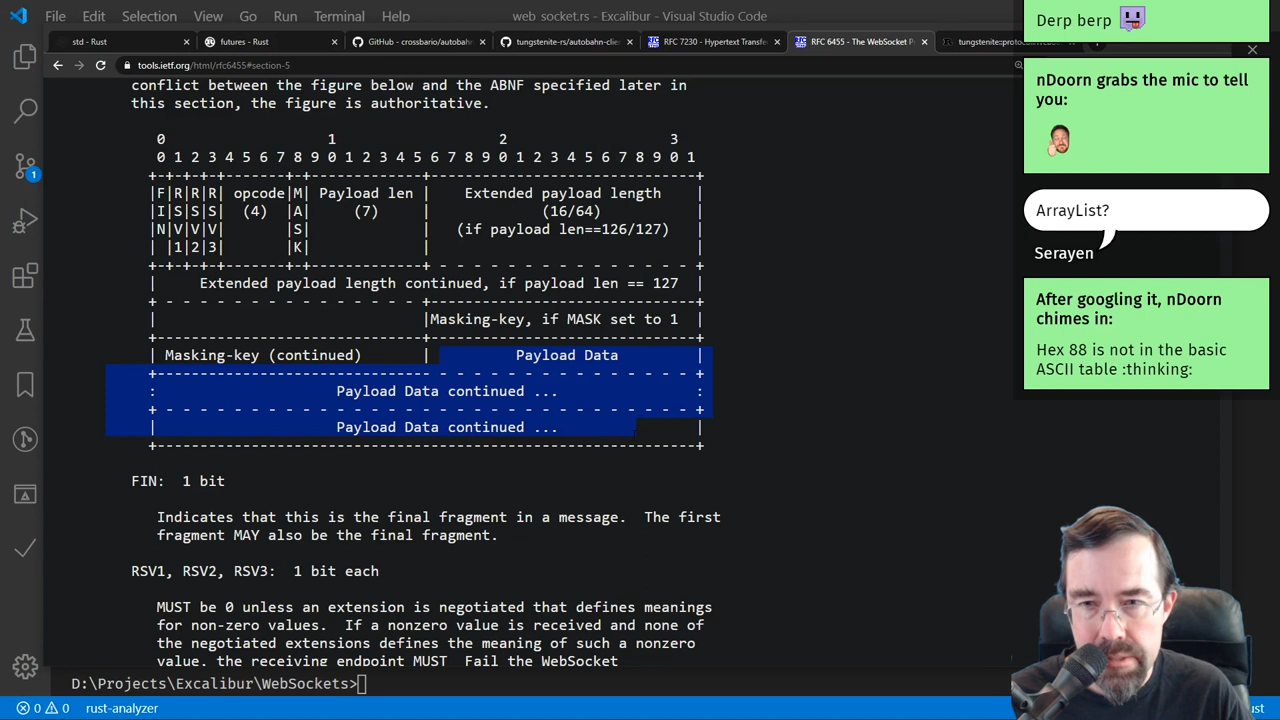 File Edit Selection View Go Run Terminal Help web_socket.rs - Excalibur - Visual Studio Code
std - Rust × futures - Rust × GitHub - crossbario/autobahn × tungstenite-rs/autobahn-clie × RFC 7230 - Hypertext Transfe × RFC 6455 - The WebSocket P × +
tools.ietf.org/html/rfc6455#section-5
conflict between the figure below and the ABNF specified later in
this section, the figure is authoritative.
0 1 2 3
0 1 2 3 4 5 6 7 8 9 0 1 2 3 4 5 6 7 8 9 0 1 2 3 4 5 6 7 8 9 0 1
+-+-+-+-+-------+-+-------------+-------------------------------+
|F|R|R|R| opcode|M| Payload len | Extended payload length |
|I|S|S|S| (4) |A| (7) | (16/64) |
|N|V|V|V| |S| | (if payload len==126/127) |
| |1|2|3| |K| | |
+-+-+-+-+-------+-+-------------+ - - - - - - - - - - - - - - - +
| Extended payload length continued, if payload len == 127 |
+ - - - - - - - - - - - - - - - +-------------------------------+
| |Masking-key, if MASK set to 1 |
+-------------------------------+-------------------------------+
| Masking-key (continued) | Payload Data |
+-------------------------------- - - - - - - - - - - - - - - - +
: Payload Data continued ... :
+ - - - - - - - - - - - - - - - - - - - - - - - - - - - - - - - +
| Payload Data continued ... |
+---------------------------------------------------------------+
FIN: 1 bit
Indicates that this is the final fragment in a message. The first
fragment MAY also be the final fragment.
RSV1, RSV2, RSV3: 1 bit each
MUST be 0 unless an extension is negotiated that defines meanings
for non-zero values. If a nonzero value is received and none of
the negotiated extensions defines the meaning of such a nonzero
value, the receiving endpoint MUST _Fail the WebSocket
D:\Projects\Excalibur\WebSockets>
0 0 rust-analyzer
1
Derp berp
nDoorn grabs the mic to tell
you:
ArrayList?
Serayen
After googling it, nDoorn
chimes in:
Hex 88 is not in the basic
ASCII table :thinking: